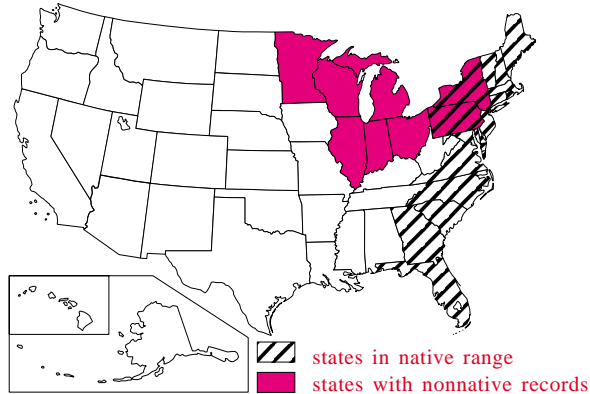 states in native range
states with nonnative records